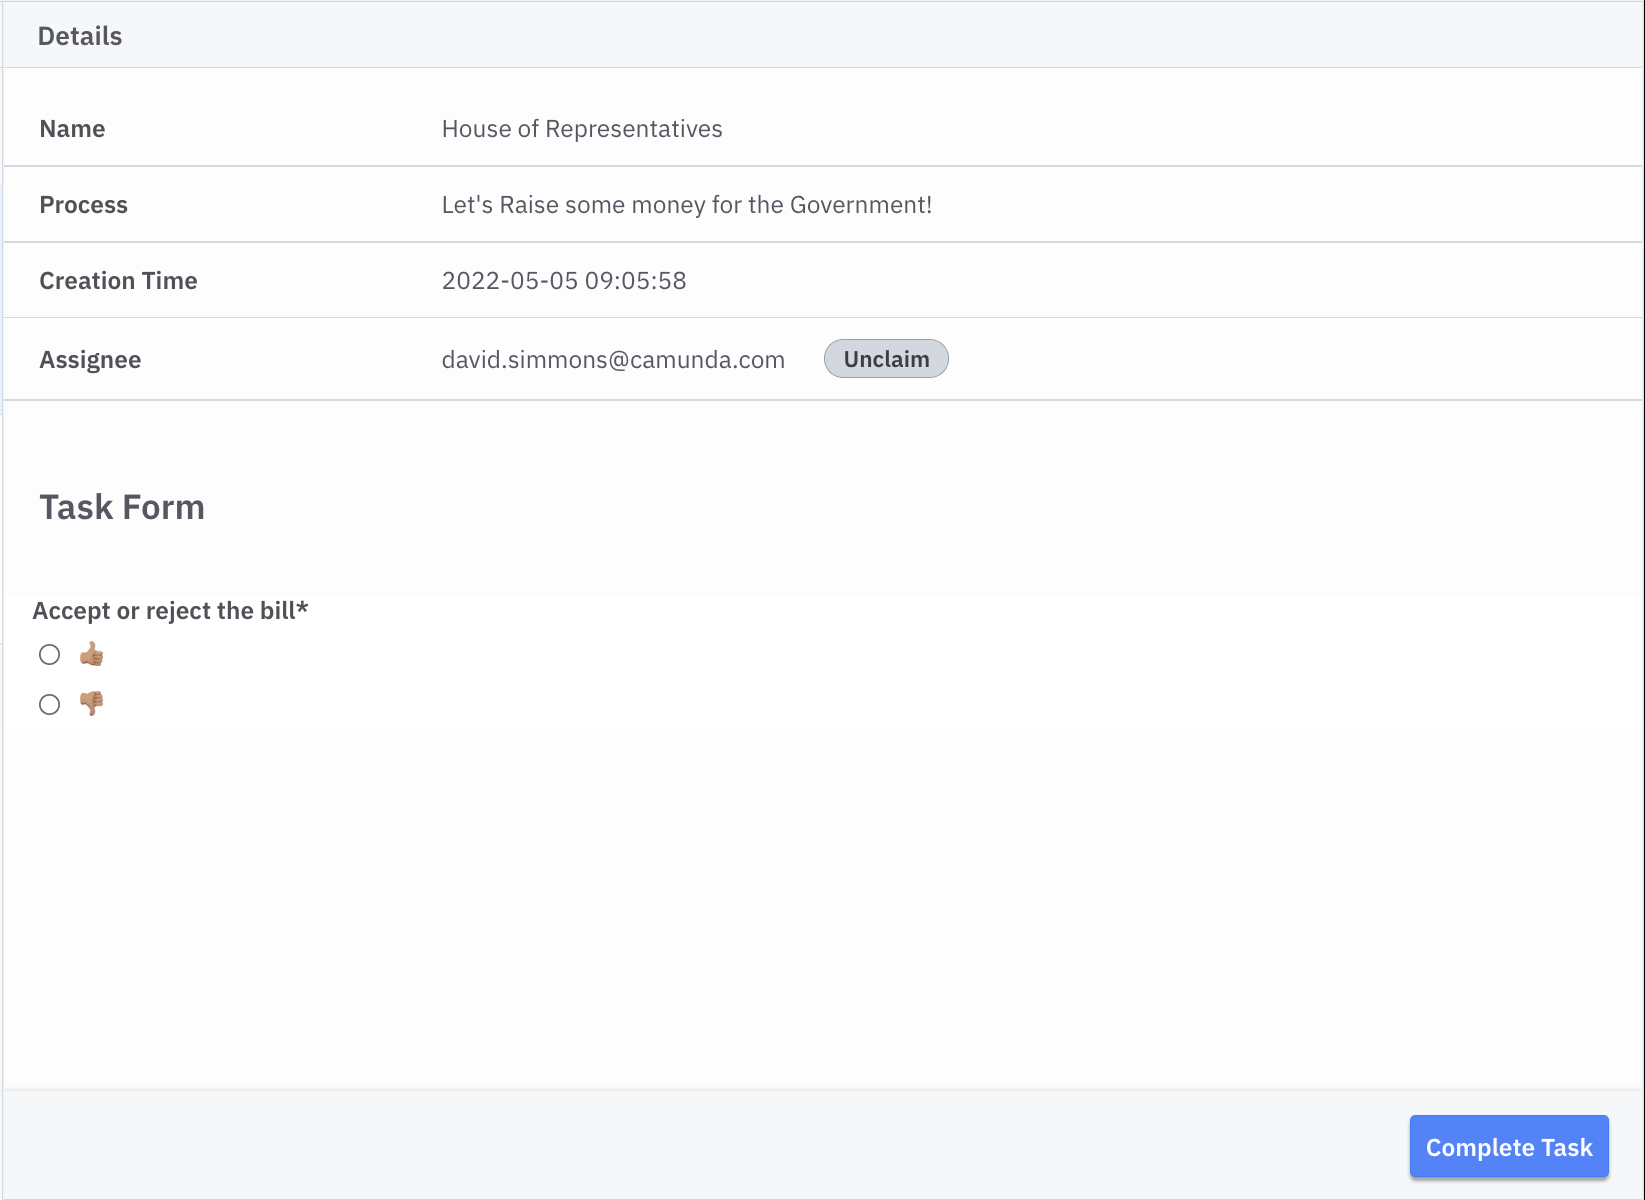 Details
Name House of Representatives
Process Let's Raise some money for the Government!
Creation Time 2022-05-05 09:05:58
Assignee david.simmons@camunda.com Unclaim
Task Form
Accept or reject the bill*
👍🏽
👎🏽
Complete Task